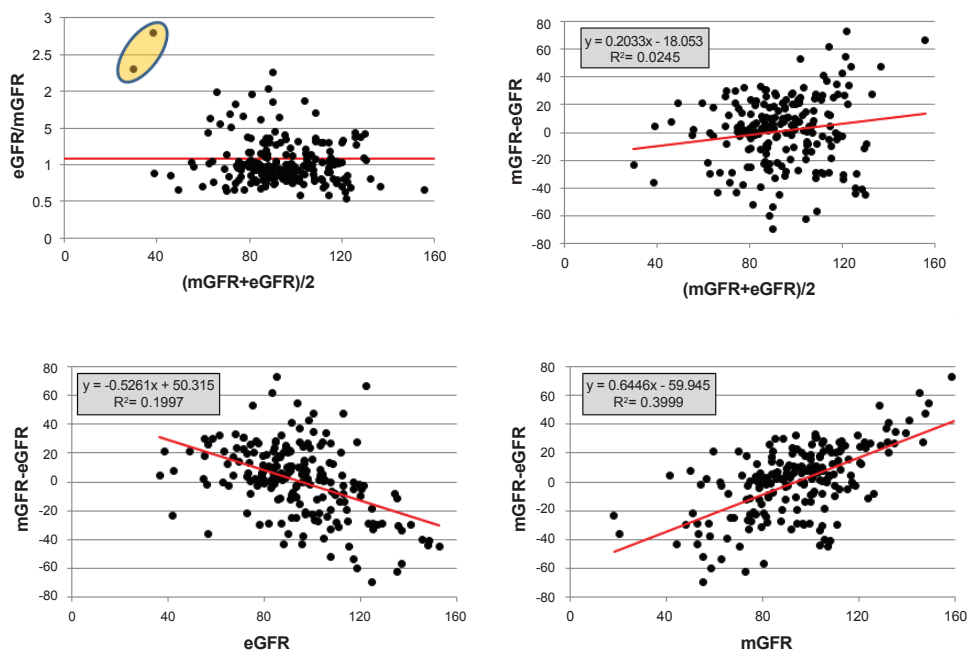 3
2.5
2
5
1
0.5
0
0 40 80 120 160
eGFR/mGFR
(mGFR+eGFR)/2
80
60
40
20
0
-20
-40
-60
-80
0 40 80 120 160
y = 0.2033x - 18.053
R²= 0.0245
mGFR-eGFR
(mGFR+eGFR)/2
80
60
40
20
0
-20
-40
-60
-80
0 40 80 120 160
y = -0.5261x + 50.315
R²= 0.1997
mGFR-eGFR
eGFR
80
60
40
20
0
-20
-40
-60
-80
0 40 80 120 160
y = 0.6446x - 59.945
R²= 0.3999
mGFR-eGFR
mGFR